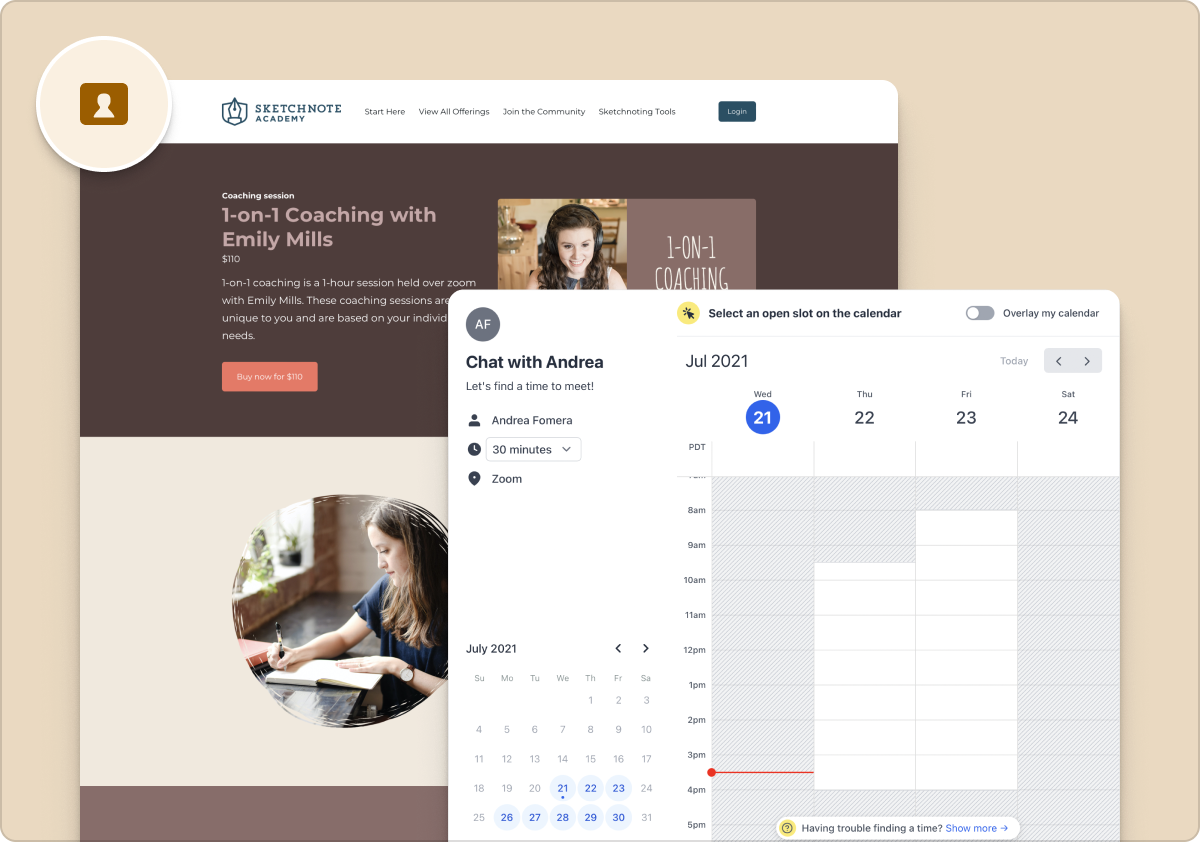 SKETCHNOTE
ACADEMY
Start Here View All Offerings Join the Community Sketchnoting Tools Login
Coaching session
1-on-1 Coaching with
Emily Mills
$110
1-on-1 coaching is a 1-hour session held over zoom
with Emily Mills. These coaching sessions are
unique to you and are based on your individ
needs.
Buy now for $110
1-ON-1
COACHING
AF
Chat with Andrea
Let's find a time to meet!
Andrea Fomera
30 minutes
Zoom
July 2021
Su Mo Tu We Th Fr Sa
1 2 3
4 5 6 7 8 9 10
11 12 13 14 15 16 17
18 19 20 21 22 23 24
25 26 27 28 29 30 31
Select an open slot on the calendar Overlay my calendar
Jul 2021 Today
Wed Thu Fri Sat
21 22 23 24
PDT
8am
9am
10am
11am
12pm
1pm
2pm
3pm
4pm
5pm
Having trouble finding a time? Show more →